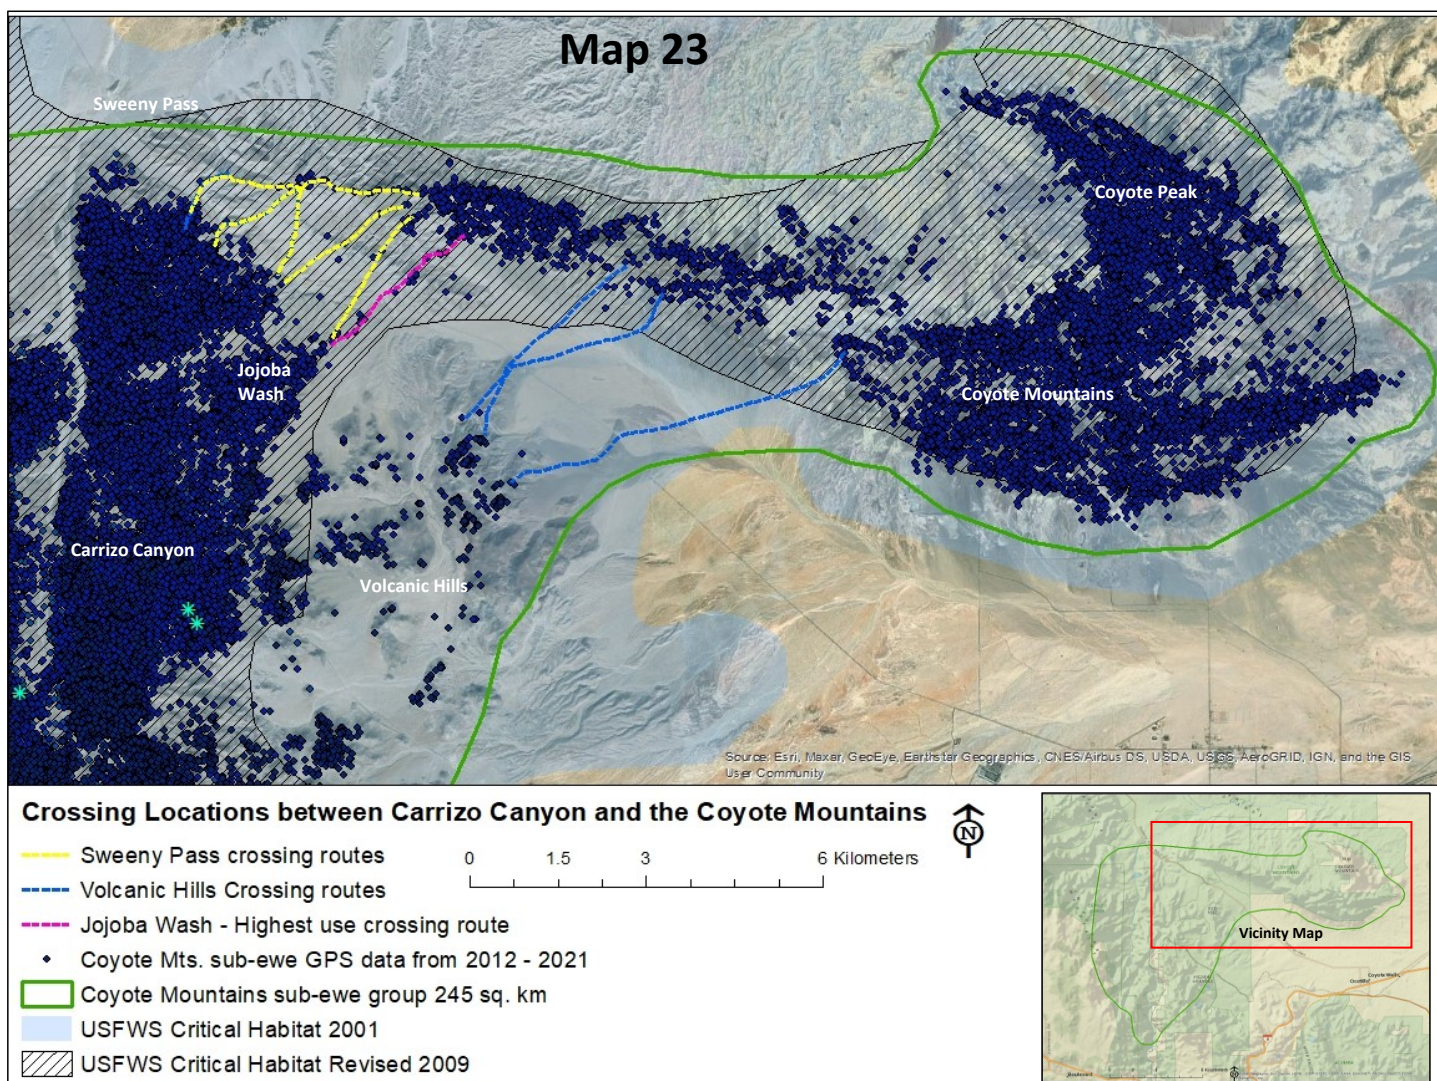 Map 23
Sweeny Pass
Coyote Peak
Jojoba
Wash
Coyote Mountains
Carrizo Canyon
Volcanic Hills
Source: Esri, Maxar, GeoEye, Earthstar Geographics, CNES/Airbus DS, USDA, USGS, AeroGRID, IGN, and the GIS
User Community
Crossing Locations between Carrizo Canyon and the Coyote Mountains
N
Sweeny Pass crossing routes
0 1.5 3 6 Kilometers
Volcanic Hills Crossing routes
Jojoba Wash - Highest use crossing route
Coyote Mts. sub-ewe GPS data from 2012 - 2021
Coyote Mountains sub-ewe group 245 sq. km
USFWS Critical Habitat 2001
USFWS Critical Habitat Revised 2009
Vicinity Map
Coyote Wells
Ocotillo
Boulevard